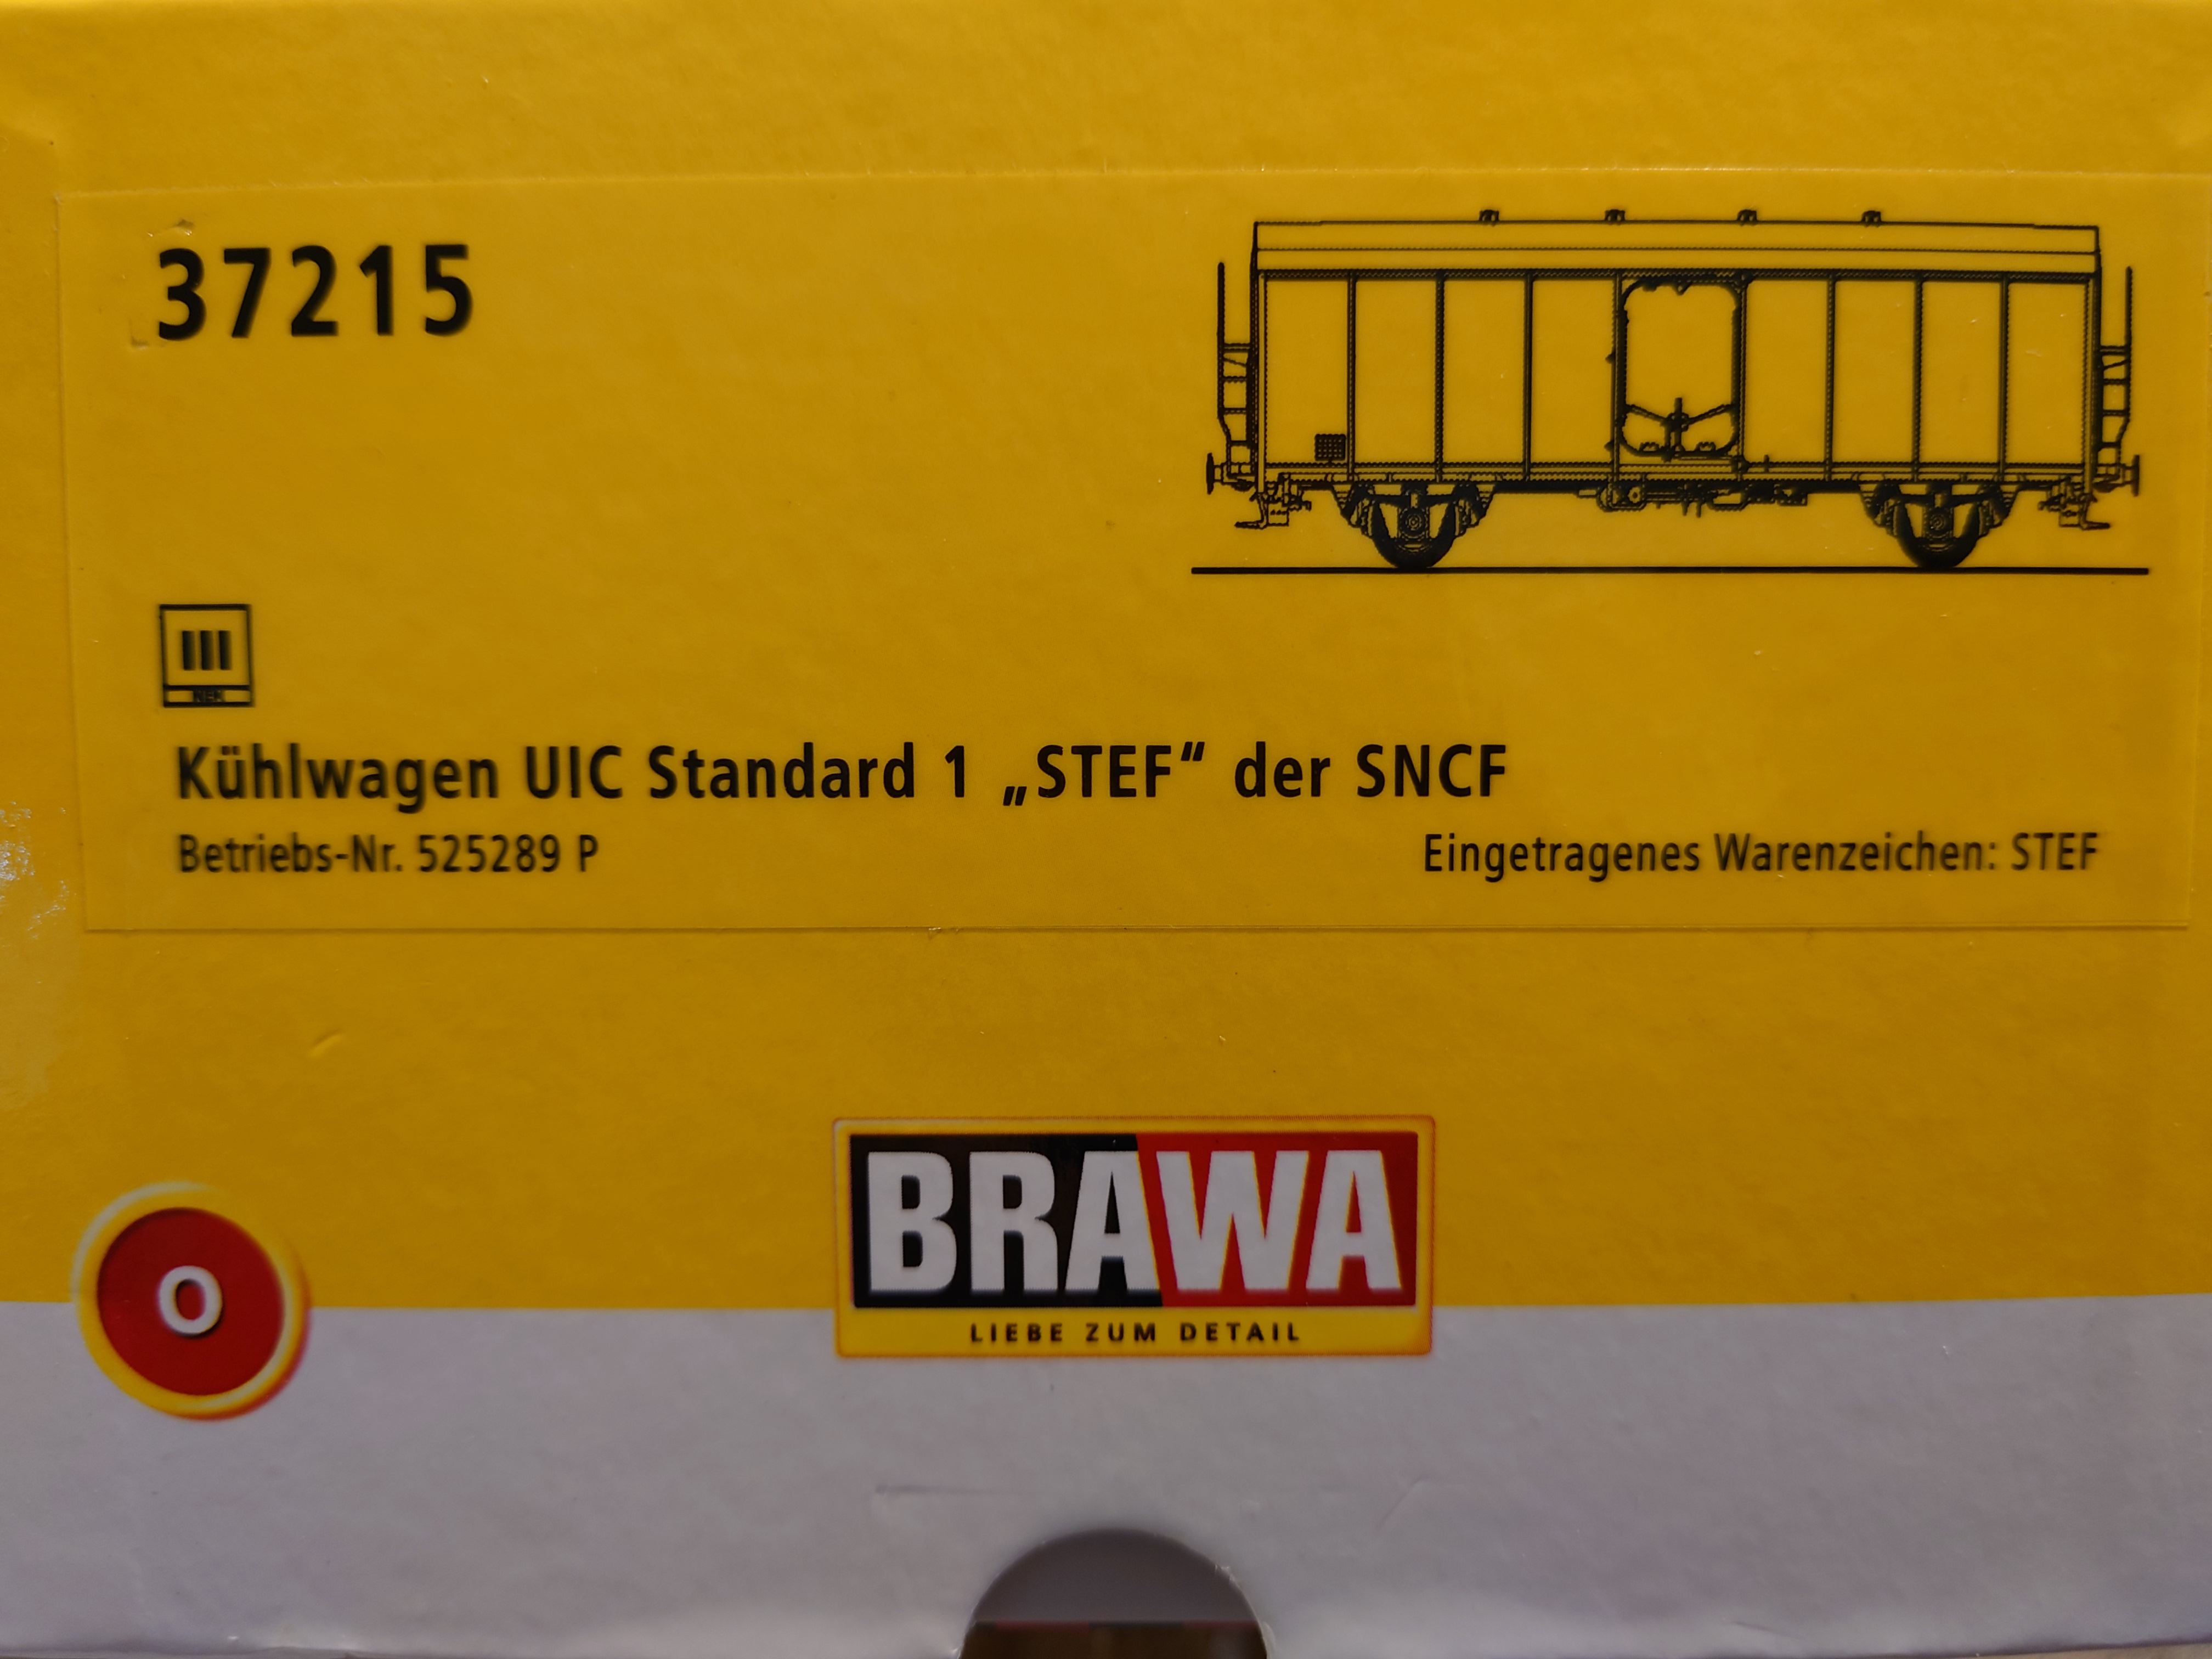 37215
III
NEM
Kühlwagen UIC Standard 1 „STEF“ der SNCF
Betriebs-Nr. 525289 P
Eingetragenes Warenzeichen: STEF
BRAWA
LIEBE ZUM DETAIL
O